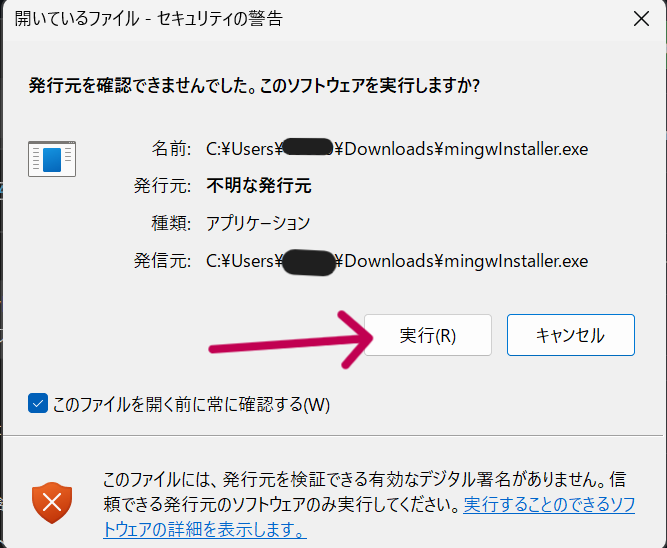 開いているファイル - セキュリティの警告
発行元を確認できませんでした。このソフトウェアを実行しますか?
名前: C:¥Users¥ ¥Downloads¥mingwInstaller.exe
発行元: 不明な発行元
種類: アプリケーション
発信元: C:¥Users¥ ¥Downloads¥mingwInstaller.exe
実行(R) キャンセル
このファイルを開く前に常に確認する(W)
このファイルには、発行元を検証できる有効なデジタル署名がありません。信
頼できる発行元のソフトウェアのみ実行してください。実行することのできるソフ
トウェアの詳細を表示します。